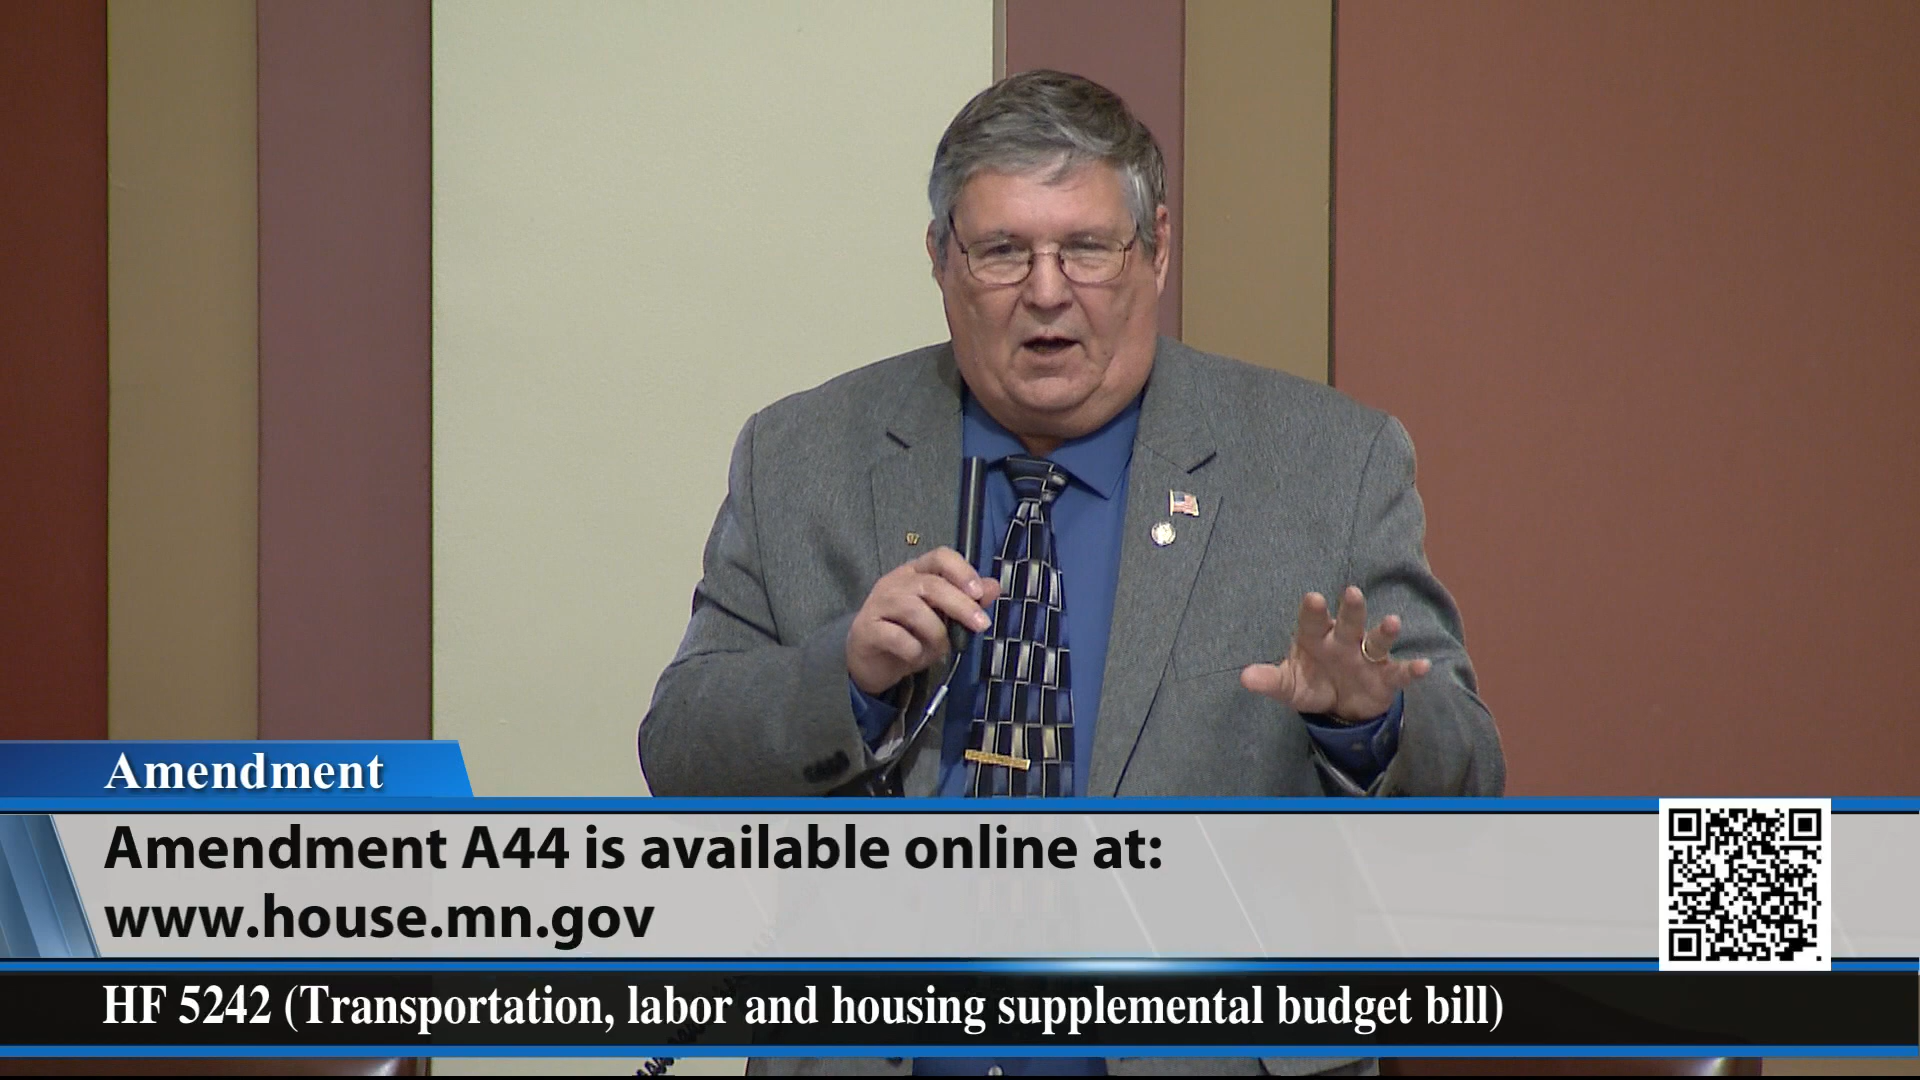 Amendment
Amendment A44 is available online at:
www.house.mn.gov
HF 5242 (Transportation, labor and housing supplemental budget bill)